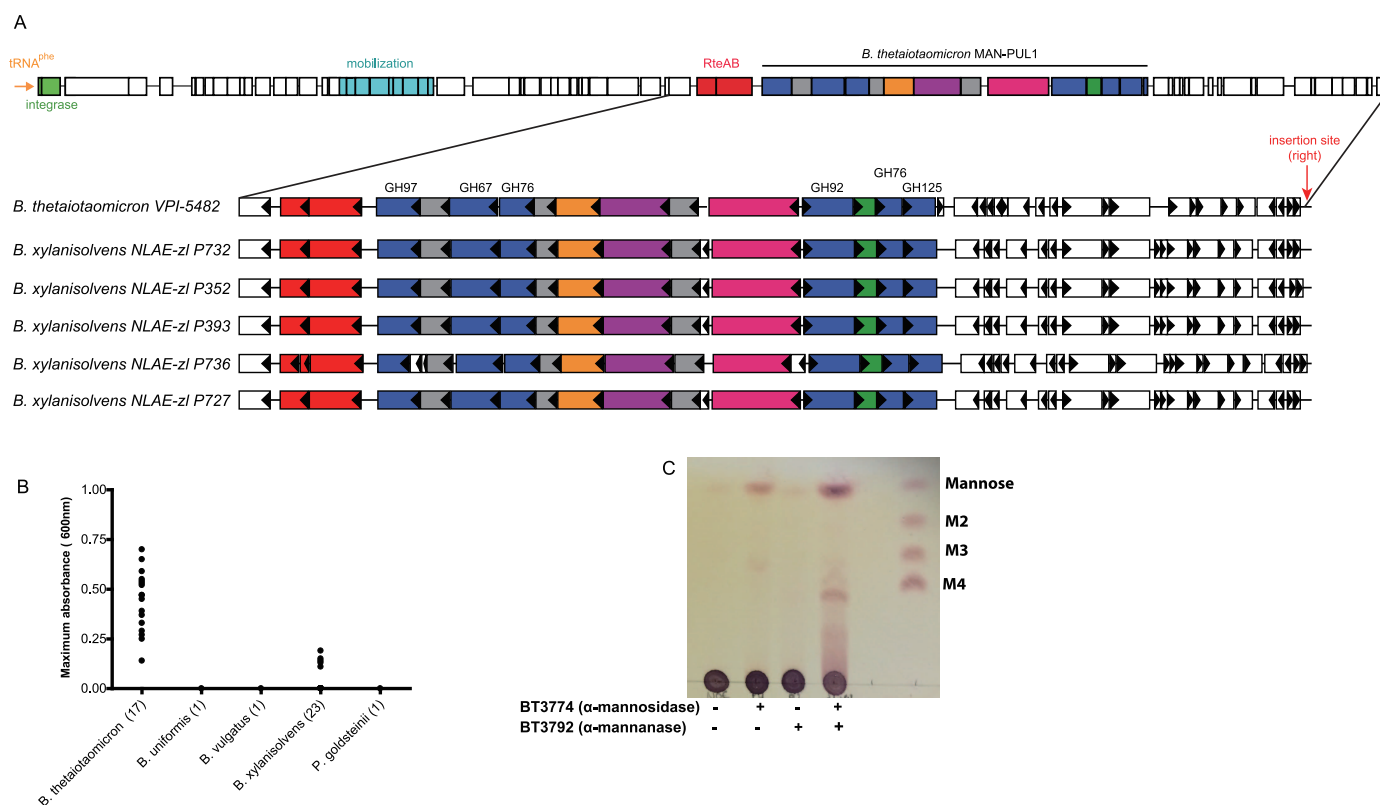 A
tRNAphe
integrase
mobilization
RteAB
B. thetaiotaomicron MAN-PUL1
insertion site
(right)
GH97
GH67
GH76
GH92
GH76
GH125
B. thetaiotaomicron VPI-5482
B. xylanisolvens NLAE-zl P732
B. xylanisolvens NLAE-zl P352
B. xylanisolvens NLAE-zl P393
B. xylanisolvens NLAE-zl P736
B. xylanisolvens NLAE-zl P727
B
Maximum absorbance ( 600nm)
1.00
0.75
0.50
0.25
0.00
B. thetaiotaomicron (17)
B. uniformis (1)
B. vulgatus (1)
B. xylanisolvens (23)
P. goldsteinii (1)
C
Mannose
M2
M3
M4
BT3774 (α-mannosidase) - + - +
BT3792 (α-mannanase) - - + +